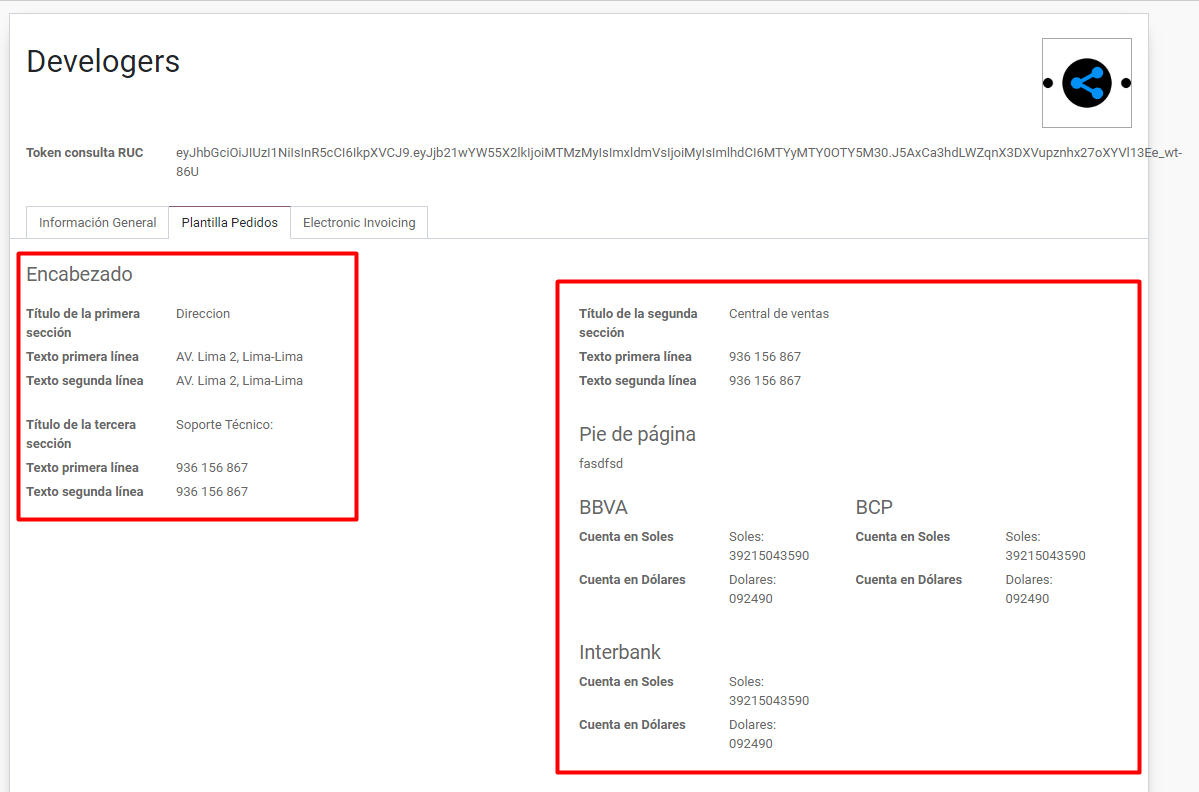 Develogers
Token consulta RUC eyJhbGciOiJIUzI1NiIsInR5cCI6IkpXVCJ9.eyJjb21wYW55X2lkIjoiMTMzMyIsImxldmVsIjoiMyIsImlhdCI6MTYyMTY0OTY5M30.J5AxCa3hdLWZqnX3DXVupznhx27oXYVl13Ee_wt-
86U
Información General Plantilla Pedidos Electronic Invoicing
Encabezado
Título de la primera Direccion
sección
Texto primera línea AV. Lima 2, Lima-Lima
Texto segunda línea AV. Lima 2, Lima-Lima
Título de la tercera Soporte Técnico:
sección
Texto primera línea 936 156 867
Texto segunda línea 936 156 867
Título de la segunda Central de ventas
sección
Texto primera línea 936 156 867
Texto segunda línea 936 156 867
Pie de página
fasdfsd
BBVA BCP
Cuenta en Soles Soles: Cuenta en Soles Soles:
39215043590 39215043590
Cuenta en Dólares Dolares: Cuenta en Dólares Dolares:
092490 092490
Interbank
Cuenta en Soles Soles:
39215043590
Cuenta en Dólares Dolares:
092490